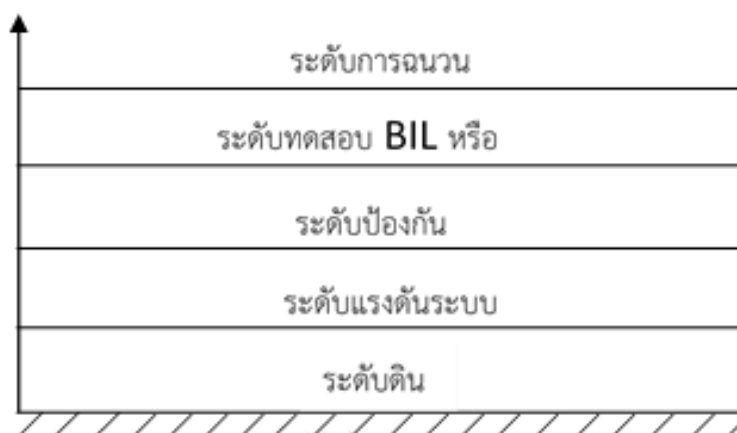 ระดับการฉนวน
ระดับทดสอบ BIL หรือ
ระดับป้องกัน
ระดับแรงดันระบบ
ระดับดิน